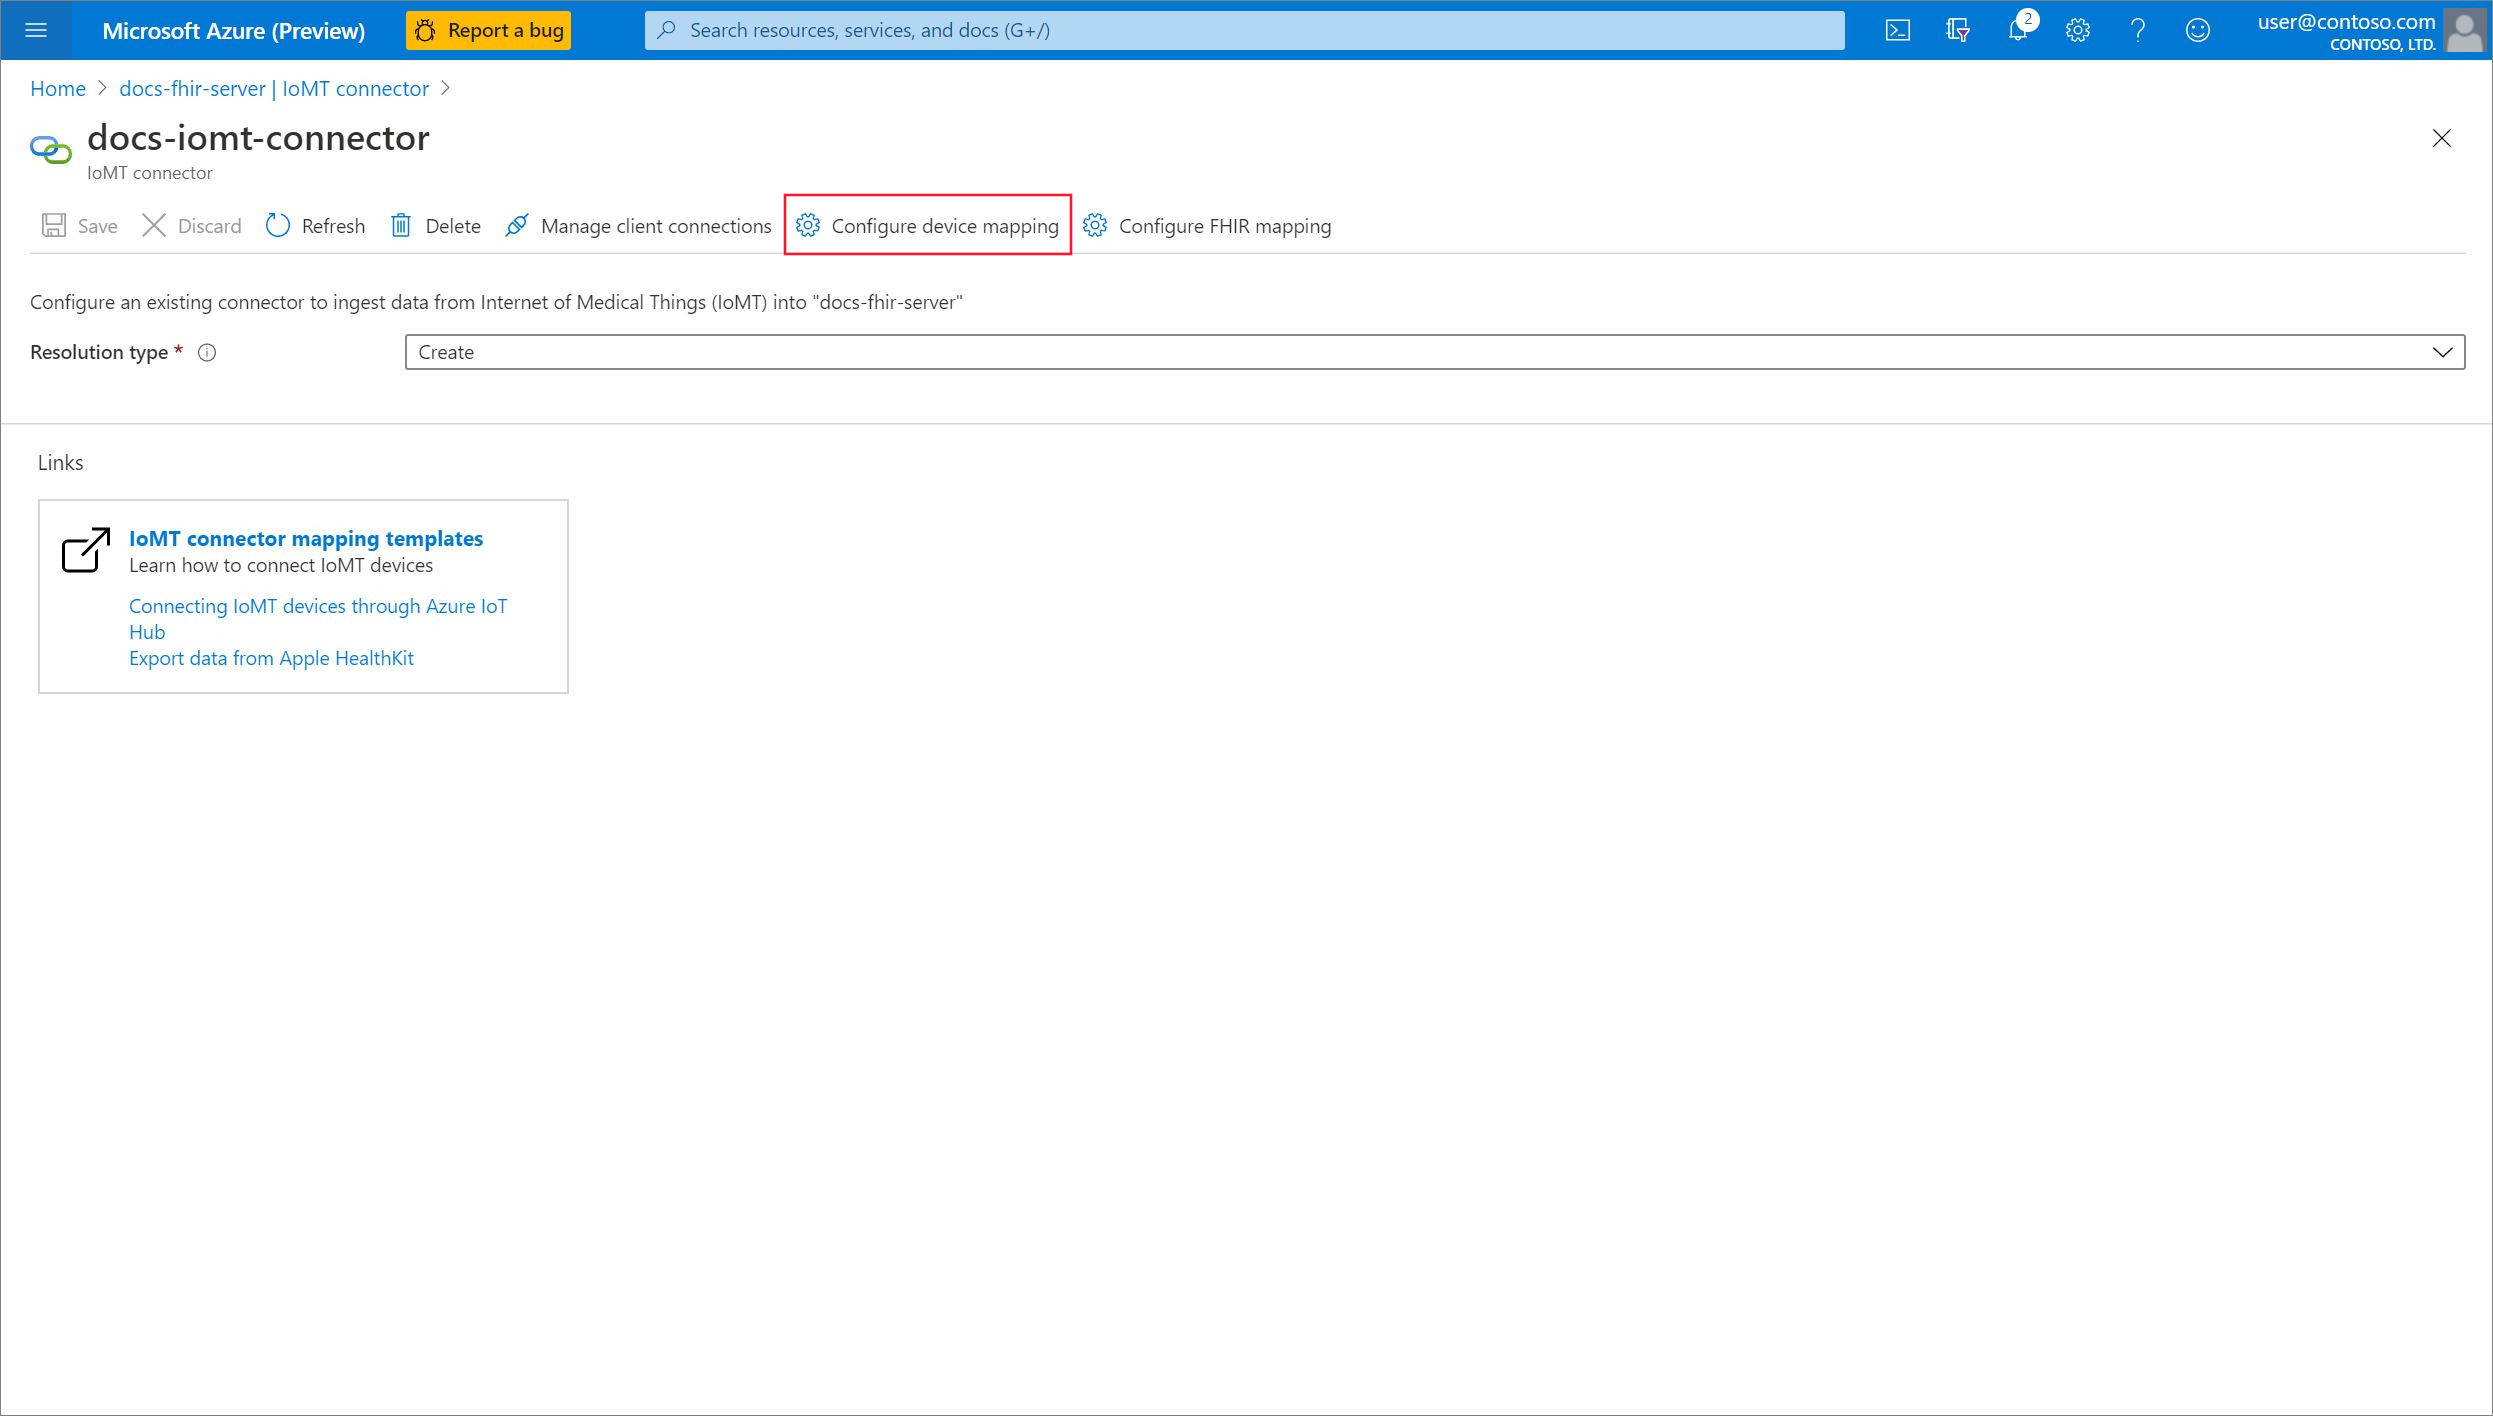 Microsoft Azure (Preview) Report a bug Search resources, services, and docs (G+/) 2 user@contoso.com
CONTOSO, LTD.
Home > docs-fhir-server | IoMT connector >
docs-iomt-connector
IoMT connector
Save Discard Refresh Delete Manage client connections Configure device mapping Configure FHIR mapping
Configure an existing connector to ingest data from Internet of Medical Things (IoMT) into "docs-fhir-server"
Resolution type * Create
Links
IoMT connector mapping templates
Learn how to connect IoMT devices
Connecting IoMT devices through Azure IoT
Hub
Export data from Apple HealthKit